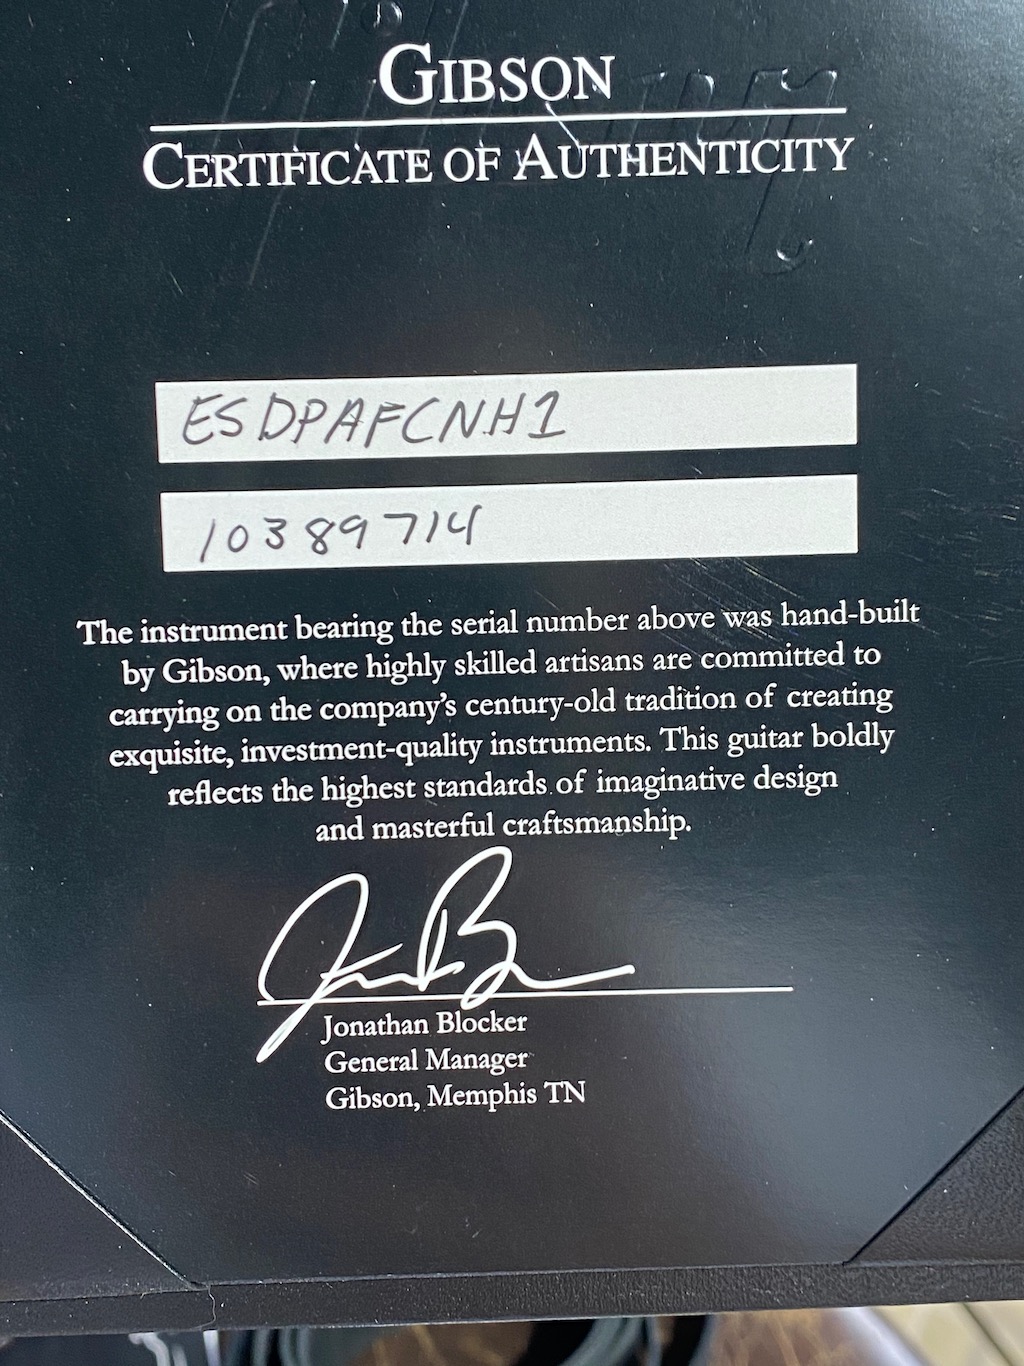 GIBSON
CERTIFICATE OF AUTHENTICITY
ESDPAFCNH1
10389714
The instrument bearing the serial number above was hand-built
by Gibson, where highly skilled artisans are committed to
carrying on the company's century-old tradition of creating
exquisite, investment-quality instruments. This guitar boldly
reflects the highest standards of imaginative design
and masterful craftsmanship.
Jonathan Blocker
General Manager
Gibson, Memphis TN